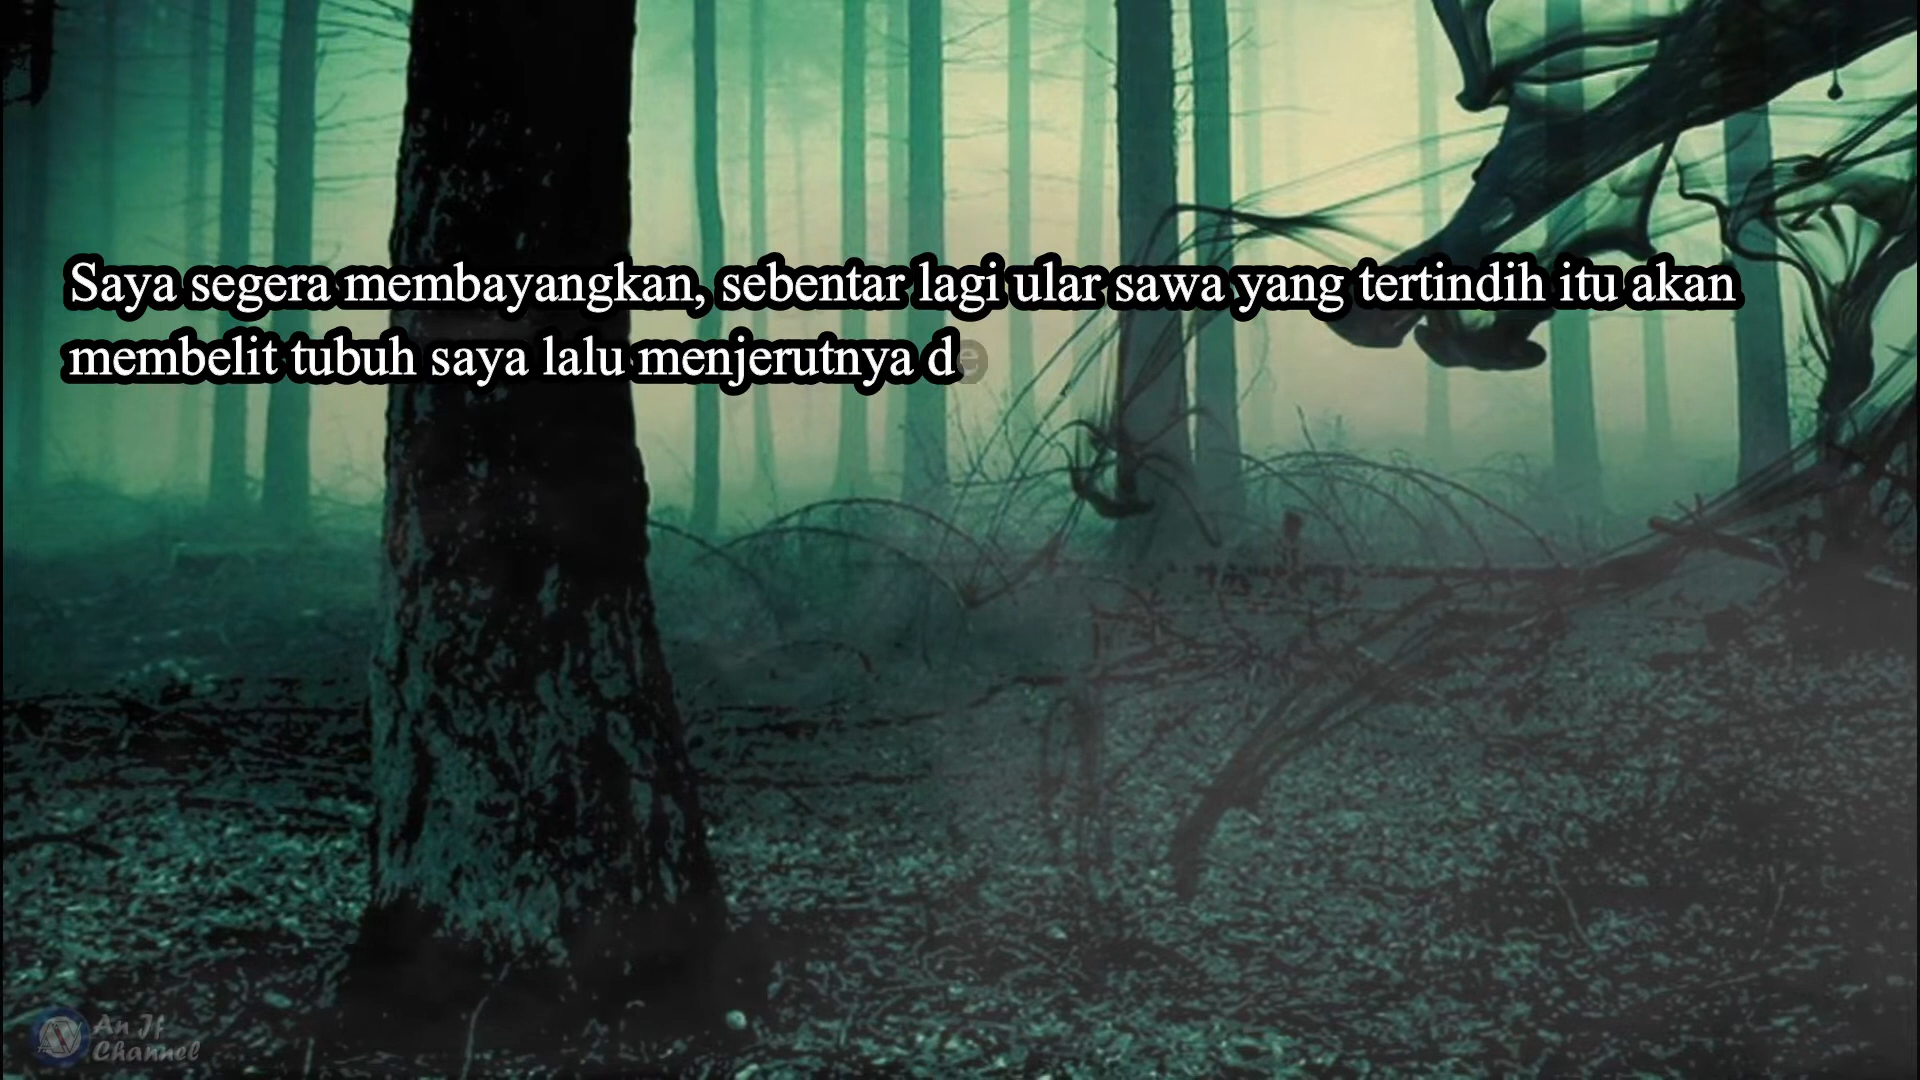 Saya segera membayangkan, sebentar lagi ular sawa yang tertindih itu akan
membelit tubuh saya lalu menjerutnya de
An Jf
Channel